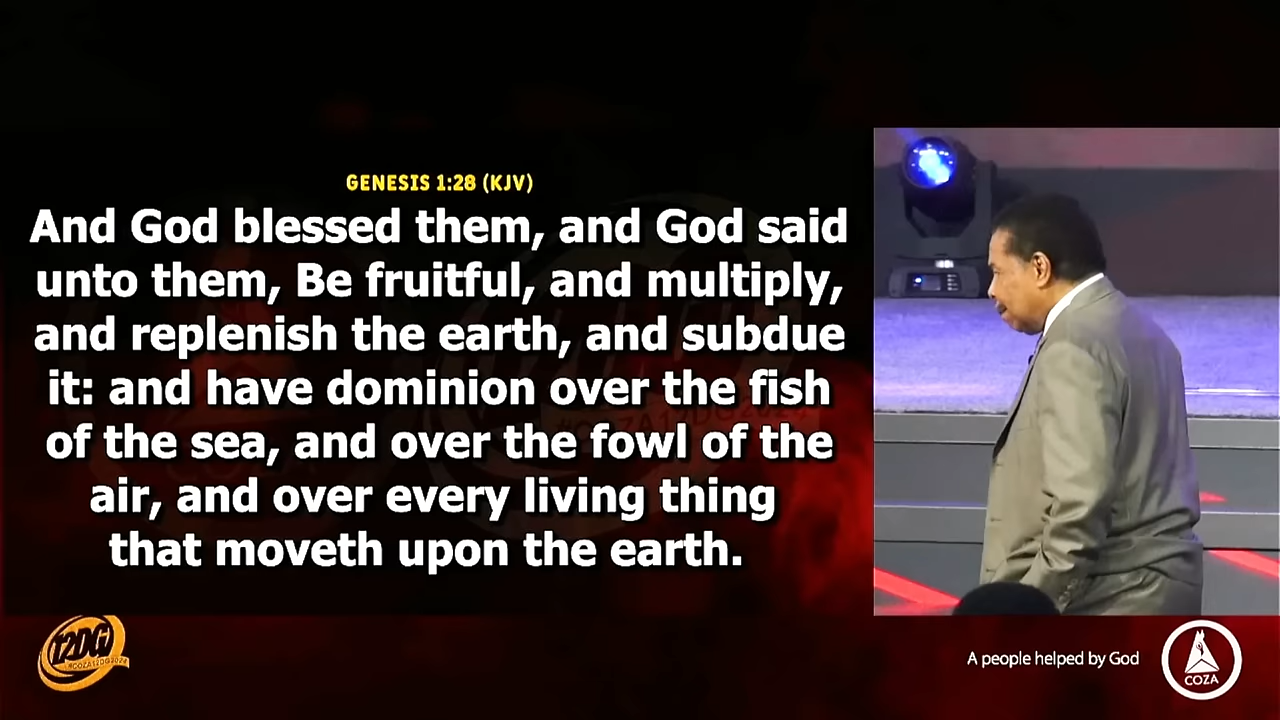 GENESIS 1:28 (KJV)
And God blessed them, and God said
unto them, Be fruitful, and multiply,
and replenish the earth, and subdue
it: and have dominion over the fish
of the sea, and over the fowl of the
air, and over every living thing
that moveth upon the earth.
12DG
#COZA12DG2024
A people helped by God
COZA